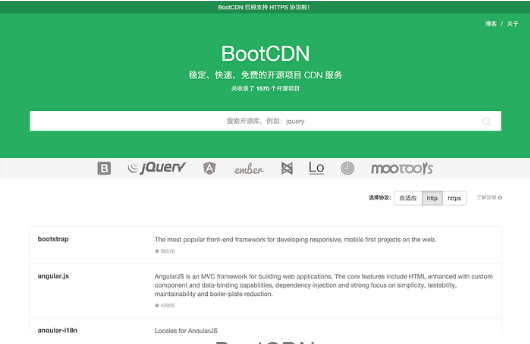 BootCDN 已经支持 HTTPS 协议啦！
博客 / 关于
BootCDN
稳定、快速、免费的开源项目 CDN 服务
共收录了 1570 个开源项目
搜索开源库，例如：jquery
B jQuery A ember Lo mootools
选择协议： 自适应 http https 了解详情
bootstrap
The most popular front-end framework for developing responsive, mobile first projects on the web.
angular.js
AngularJS is an MVC framework for building web applications. The core features include HTML enhanced with custom
component and data-binding capabilities, dependency injection and strong focus on simplicity, testability,
maintainability and boiler-plate reduction.
angular-i18n
Locales for AngularJS
BootCDN